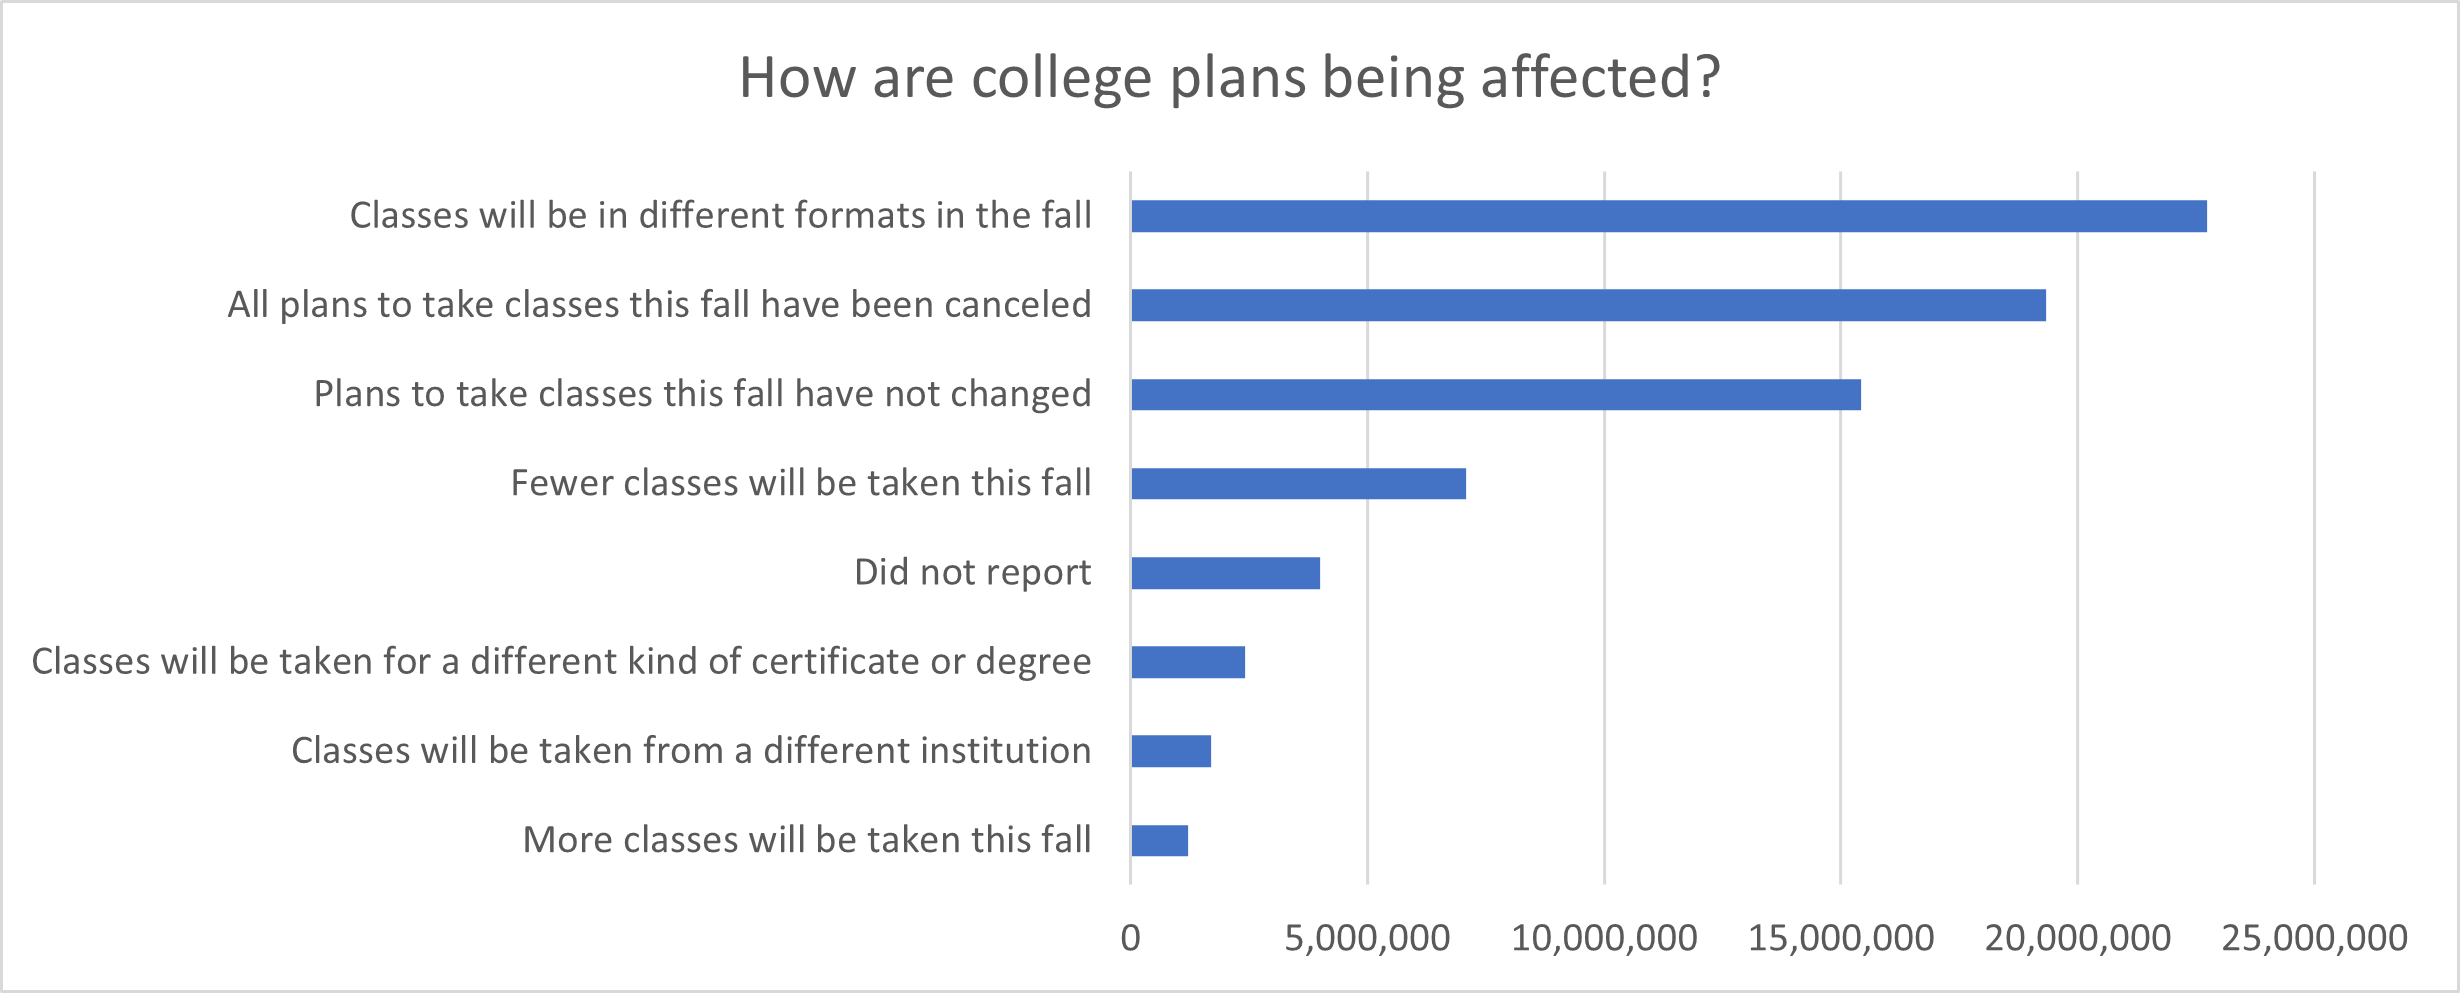 How are college plans being affected?
Classes will be in different formats in the fall
All plans to take classes this fall have been canceled
Plans to take classes this fall have not changed
Fewer classes will be taken this fall
Did not report
Classes will be taken for a different kind of certificate or degree
Classes will be taken from a different institution
More classes will be taken this fall
0 5,000,000 10,000,000 15,000,000 20,000,000 25,000,000